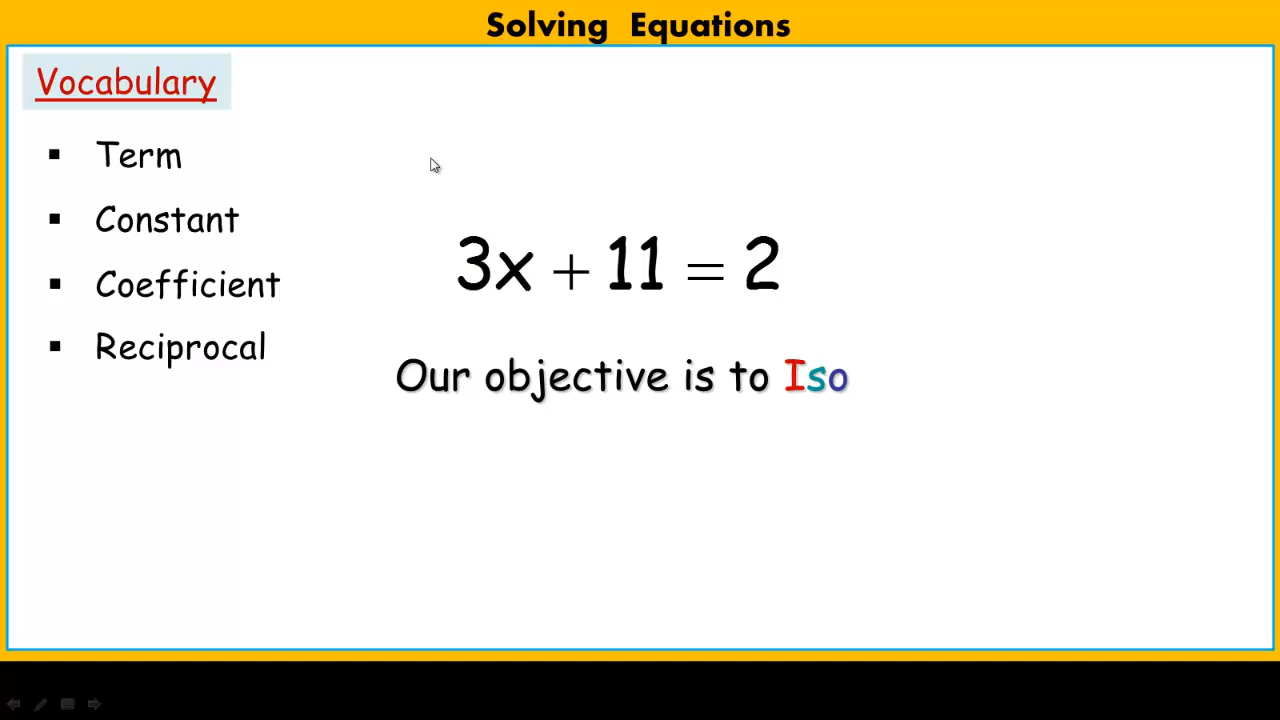 Solving Equations
Vocabulary
▪ Term
▪ Constant
▪ Coefficient
▪ Reciprocal
3x + 11 = 2
Our objective is to Iso